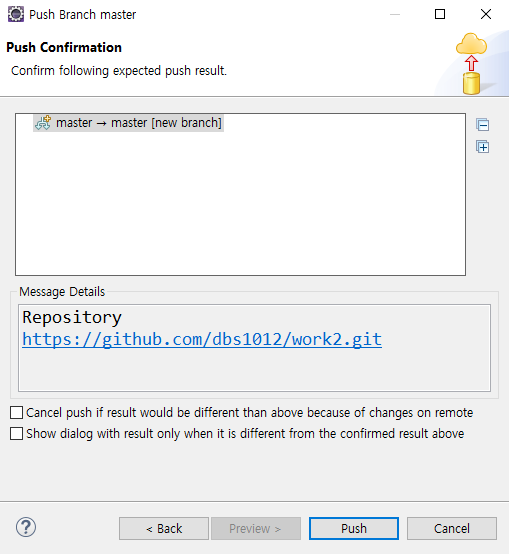 Push Branch master
Push Confirmation
Confirm following expected push result.
master → master [new branch]
Message Details
Repository
https://github.com/dbs1012/work2.git
Cancel push if result would be different than above because of changes on remote
Show dialog with result only when it is different from the confirmed result above
? < Back Preview > Push Cancel